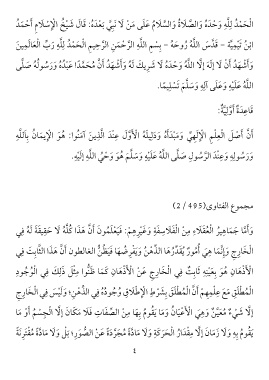 الْحَمْدُ لِلَّهِ وَحْدَهُ وَالصَّلَاةُ وَالسَّلَامُ عَلَى مَنْ لَا نَبِيَّ بَعْدَهُ: قَالَ شَيْخُ الْإِسْلَامِ أَحْمَدُ
ابْنُ تَيْمِيَّة - قَدَّسَ اللَّهُ رُوحَهُ - بِسْمِ اللَّهِ الرَّحْمَنِ الرَّحِيمِ الْحَمْدُ لِلَّهِ رَبِّ الْعَالَمِينَ
وَأَشْهَدُ أَنْ لَا إلَهَ إلَّا اللَّهُ وَحْدَهُ لَا شَرِيكَ لَهُ وَأَشْهَدُ أَنَّ مُحَمَّدًا عَبْدُهُ وَرَسُولُهُ صَلَّى
اللَّهُ عَلَيْهِ وَعَلَى آلِهِ وَسَلَّمَ تَسْلِيمًا.
قَاعِدَةٌ أَوَّلِيَّةٌ:
أَنَّ أَصْلَ الْعِلْمِ الْإِلَهِيِّ وَمَبْدَأَهُ وَدَلِيلَهُ الْأَوَّلَ عِنْدَ الَّذِينَ آمَنُوا: هُوَ الْإِيمَانُ بِاَللَّهِ
وَرَسُولِهِ وَعِنْدَ الرَّسُولِ صَلَّى اللَّهُ عَلَيْهِ وَسَلَّمَ هُوَ وَحْيُ اللَّهِ إلَيْهِ.
مجموع الفتاوى(495 / 2)
وَأَمَّا جَمَاهِيرُ الْعُقَلَاءِ مِنْ الْفَلَاسِفَةِ وَغَيْرِهِمْ: فَيَعْلَمُونَ أَنَّ هَذَا كُلَّهُ لَا حَقِيقَةَ لَهُ فِي
الْخَارِجِ وَإِنَّمَا هِيَ أُمُورٌ يُقَدِّرُهَا الذِّهْنُ وَيَفْرِضُهَا فَيَظُنُّ الغالطون أَنَّ هَذَا الثَّابِتَ فِي
الْأَذْهَانِ هُوَ بِعَيْنِهِ ثَابِتٌ فِي الْخَارِجِ عَنْ الْأَذْهَانِ كَمَا ظَنُّوا مِثْلَ ذَلِكَ فِي الْوُجُودِ
الْمُطْلَقِ مَعَ عِلْمِهِمْ أَنَّ الْمُطْلَقَ بِشَرْطِ الْإِطْلَاقِ وُجُودُهُ فِي الذِّهْنِ؛ وَلَيْسَ فِي الْخَارِجِ
إلَّا شَيْءٌ مُعَيَّنٌ وَهِيَ الْأَعْيَانُ وَمَا يَقُومُ بِهَا مِنْ الصِّفَاتِ فَلَا مَكَانَ إلَّا الْجِسْمُ أَوْ مَا
يَقُومُ بِهِ وَلَا زَمَانَ إلَّا مِقْدَارُ الْحَرَكَةِ وَلَا مَادَّةَ مُجَرَّدَةٌ عَنْ الصُّوَرِ؛ بَلْ وَلَا مَادَّةَ مُقْتَرِنَةٌ
1